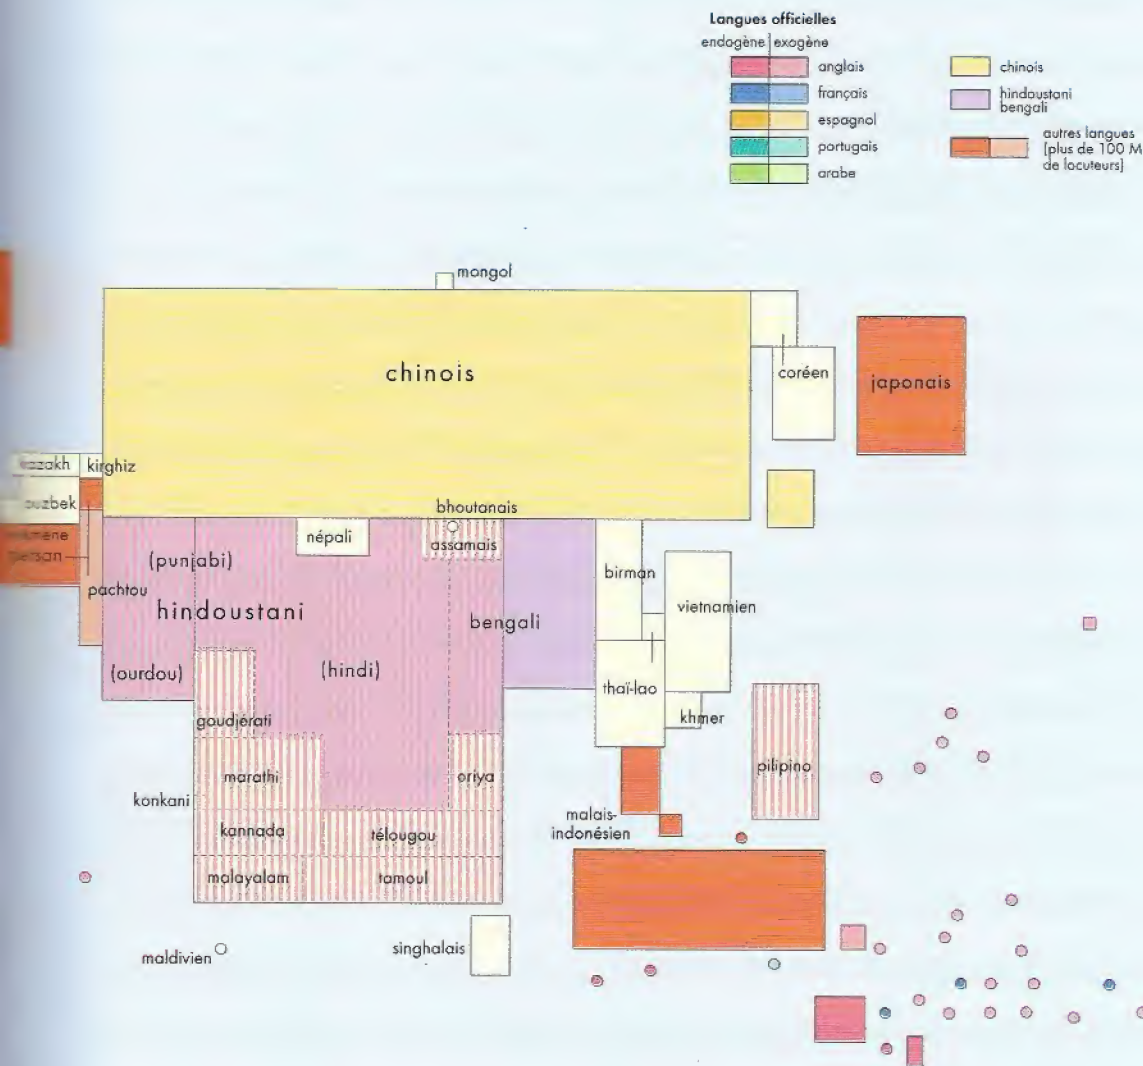 Langues officielles
endogène exogène
anglais
français
espagnol
portugais
arabe
chinois
hindoustani
bengali
autres langues
(plus de 100 M
de locuteurs)
mongol
chinois
coréen
japonais
kazakh
kirghiz
ouzbek
persan
pachtou
bhoutanais
népali
assamais
(punjabi)
hindoustani
(ourdou)
(hindi)
bengali
birman
vietnamien
thaï-lao
khmer
goudjérati
marathi
oriya
pilipino
konkani
kannada
télougou
malais-
indonésien
malayalam
tamoul
maldivien
singhalais